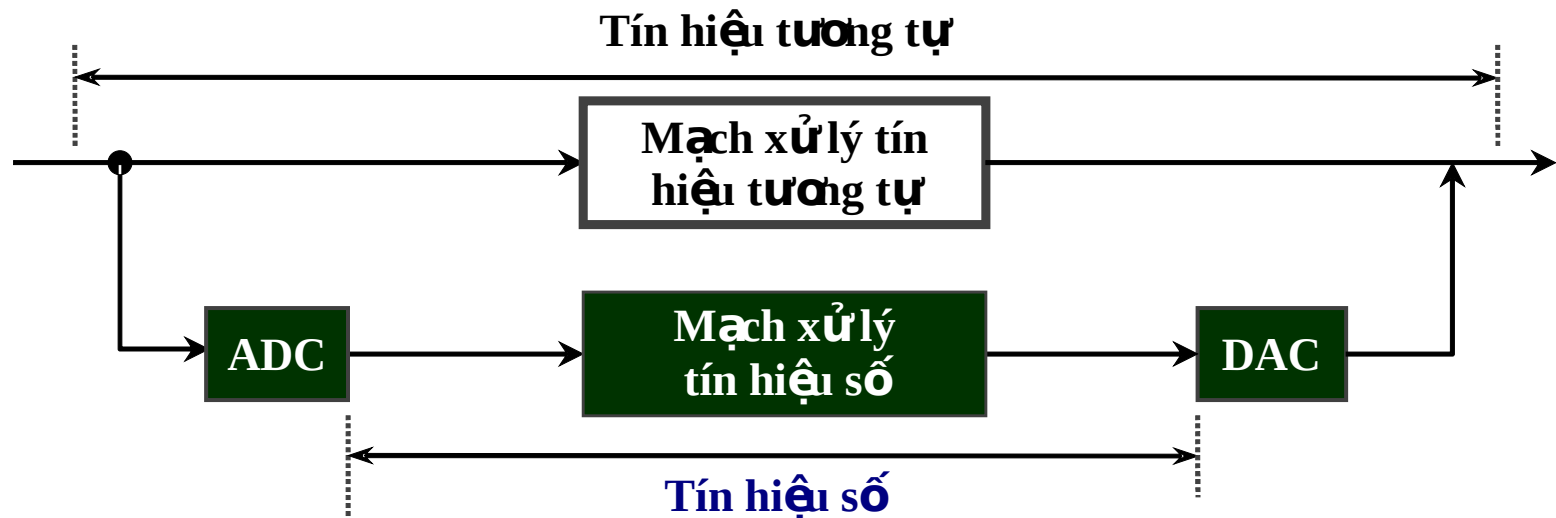 Tín hiệu tương tự
Mạch xử lý tín
hiệu tương tự
ADC
Mạch xử lý
tín hiệu số
DAC
Tín hiệu số